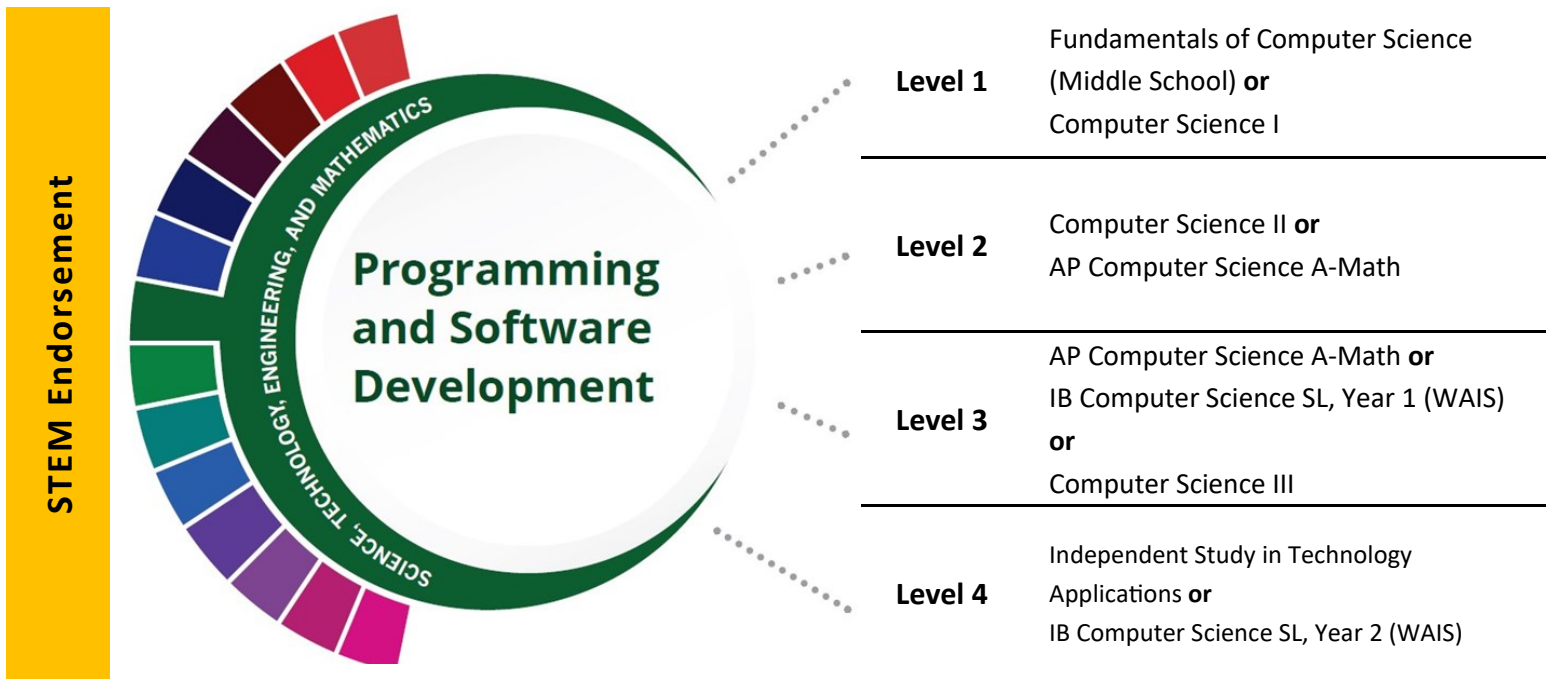 STEM Endorsement
SCIENCE, TECHNOLOGY, ENGINEERING, AND MATHEMATICS
Programming
and Software
Development
Level 1
Fundamentals of Computer Science
(Middle School) or
Computer Science I
Level 2
Computer Science II or
AP Computer Science A-Math
Level 3
AP Computer Science A-Math or
IB Computer Science SL, Year 1 (WAIS)
or
Computer Science III
Level 4
Independent Study in Technology
Applications or
IB Computer Science SL, Year 2 (WAIS)